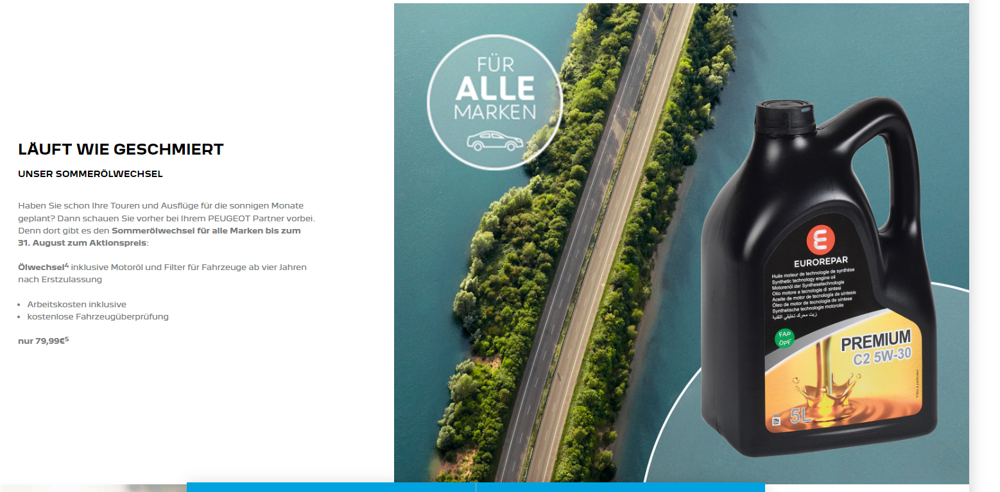 LÄUFT WIE GESCHMIERT
UNSER SOMMERÖLWECHSEL
Haben Sie schon Ihre Touren und Ausflüge für die sonnigen Monate
geplant? Dann schauen Sie vorher bei Ihrem PEUGEOT Partner vorbei.
Denn dort gibt es den Sommerölwechsel für alle Marken bis zum
31. August zum Aktionspreis:
Ölwechsel⁴ inklusive Motoröl und Filter für Fahrzeuge ab vier Jahren
nach Erstzulassung
• Arbeitskosten inklusive
• kostenlose Fahrzeugüberprüfung
nur 79,99€⁵
FÜR
ALLE
MARKEN
E
EUROREPAR
Huile moteur de technologie de synthèse
Synthetic technology engine oil
Motorenöl der Synthesetechnologie
Olio motore a tecnologia di sintesi
Aceite de motor de tecnología de síntesis
Óleo de motor de tecnologia de síntese
Synthetische technologie motorolie
زيت محرك تخليقي التقنية
FAP
DPF
PREMIUM
C2 5W-30
5L